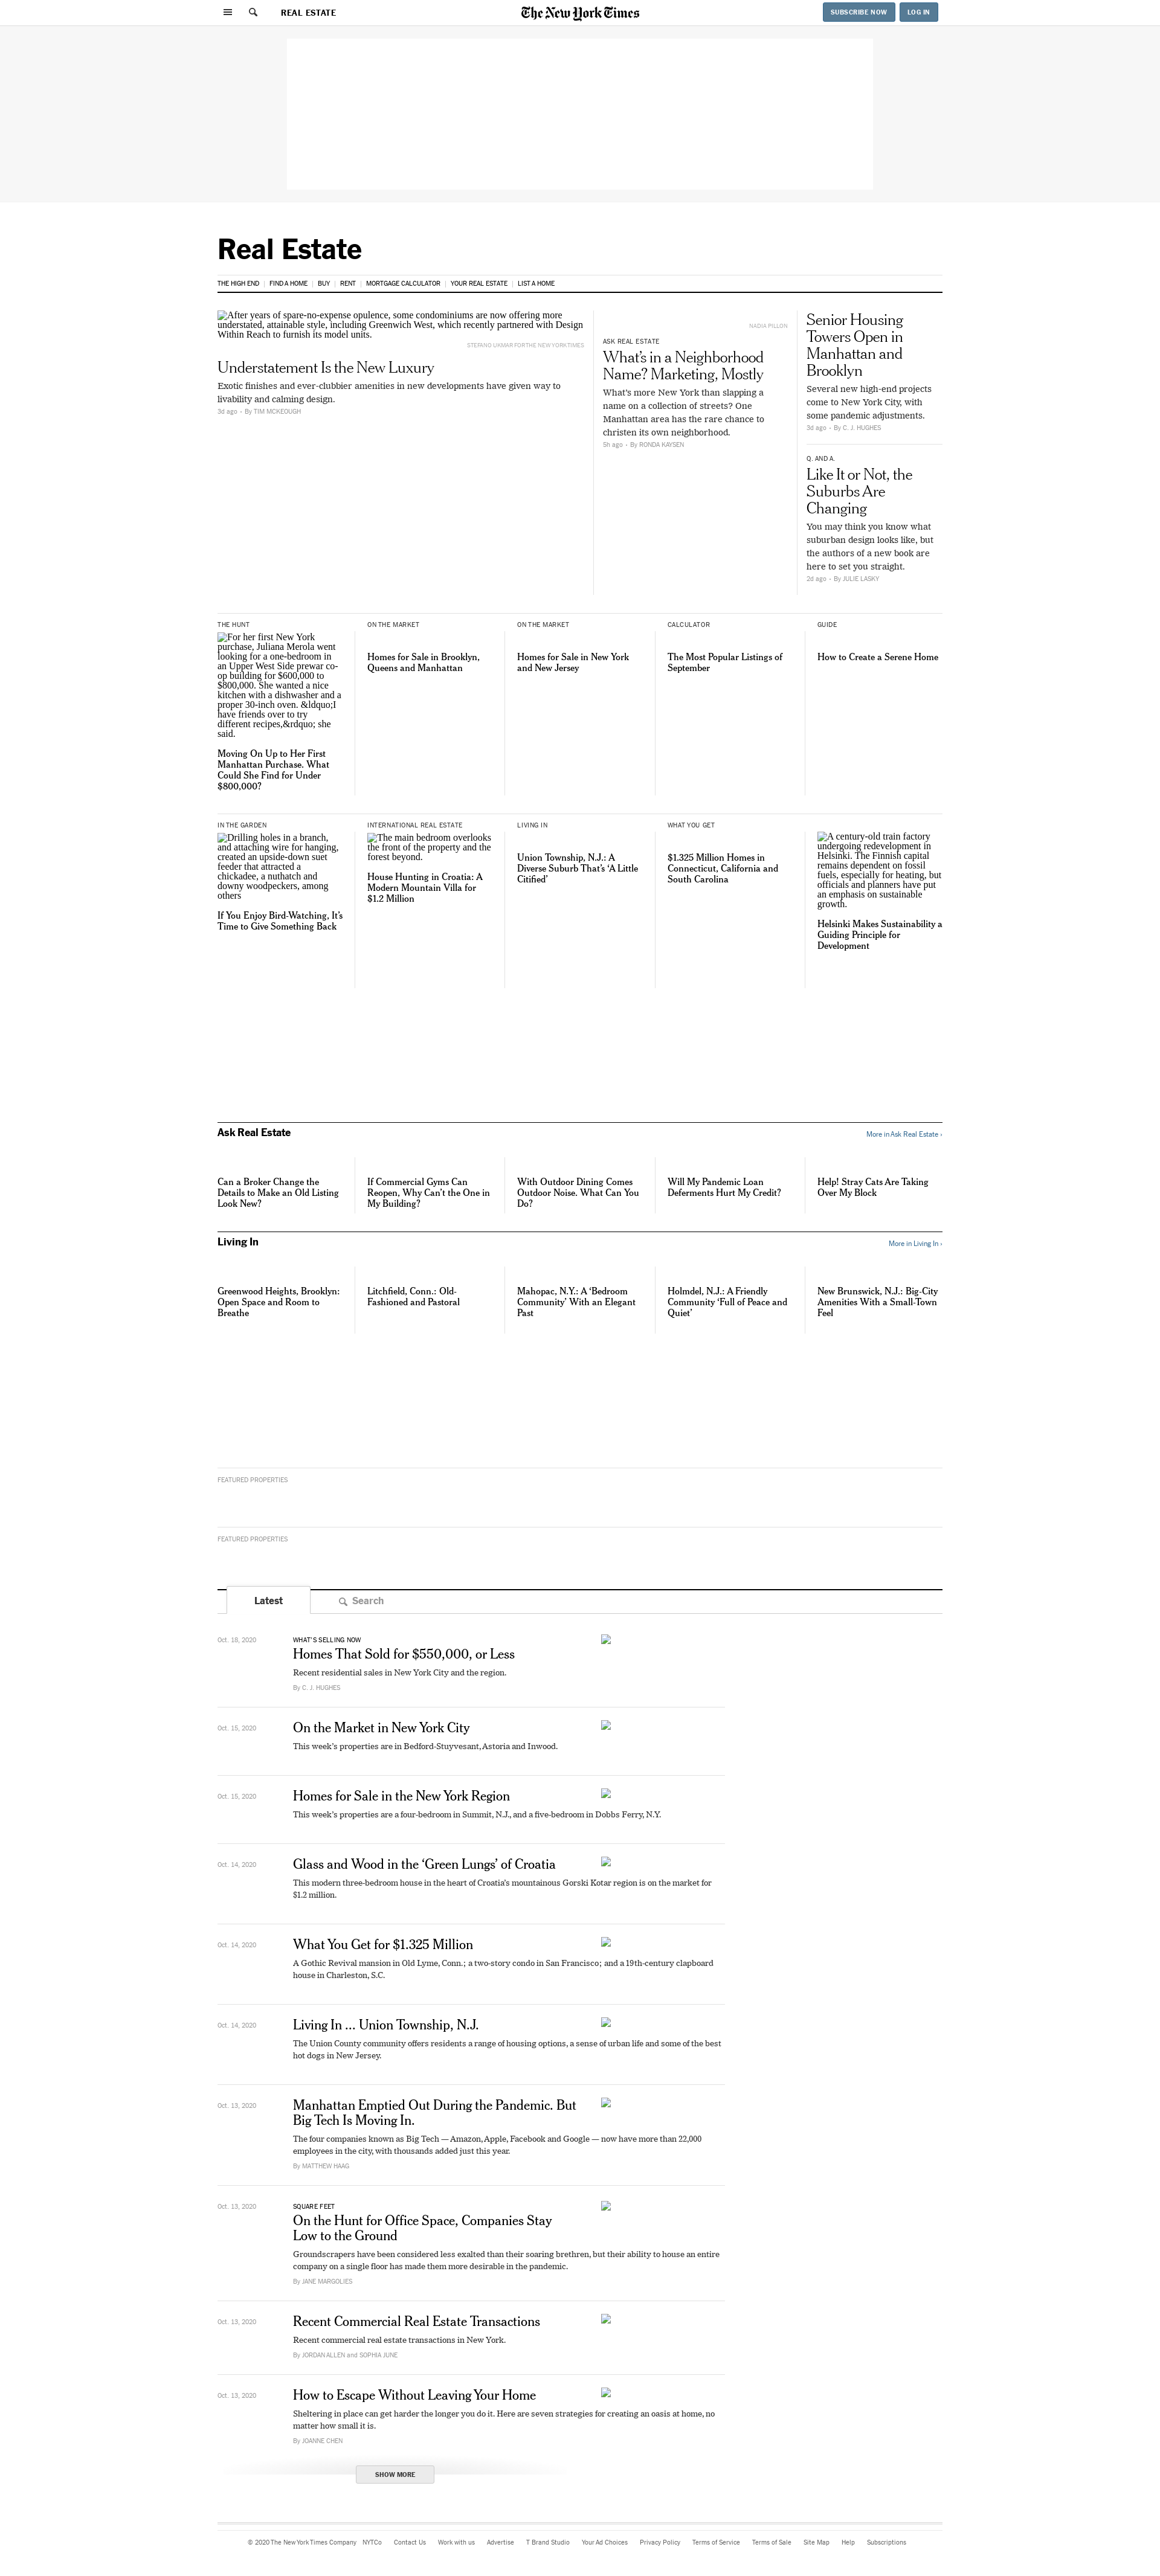 REAL ESTATE
The New York Times
SUBSCRIBE NOW
LOG IN
Real Estate
THE HIGH END
FIND A HOME
BUY
RENT
MORTGAGE CALCULATOR
YOUR REAL ESTATE
LIST A HOME
After years of spare-no-expense opulence, some condominiums are now offering more
understated, attainable style, including Greenwich West, which recently partnered with Design
Within Reach to furnish its model units.
STEFANO UKMAR FOR THE NEW YORK TIMES
Understatement Is the New Luxury
Exotic finishes and ever-clubbier amenities in new developments have given way to
livability and calming design.
3d ago • By TIM MCKEOUGH
NADIA PILLON
ASK REAL ESTATE
What’s in a Neighborhood
Name? Marketing, Mostly
What’s more New York than slapping a
name on a collection of streets? One
Manhattan area has the rare chance to
christen its own neighborhood.
5h ago • By RONDA KAYSEN
Senior Housing
Towers Open in
Manhattan and
Brooklyn
Several new high-end projects
come to New York City, with
some pandemic adjustments.
3d ago • By C. J. HUGHES
Q. AND A.
Like It or Not, the
Suburbs Are
Changing
You may think you know what
suburban design looks like, but
the authors of a new book are
here to set you straight.
2d ago • By JULIE LASKY
THE HUNT
For her first New York
purchase, Juliana Merola went
looking for a one-bedroom in
an Upper West Side prewar co-
op building for $600,000 to
$800,000. She wanted a nice
kitchen with a dishwasher and a
proper 30-inch oven. &ldquo;I
have friends over to try
different recipes,&rdquo; she
said.
Moving On Up to Her First
Manhattan Purchase. What
Could She Find for Under
$800,000?
ON THE MARKET
Homes for Sale in Brooklyn,
Queens and Manhattan
ON THE MARKET
Homes for Sale in New York
and New Jersey
CALCULATOR
The Most Popular Listings of
September
GUIDE
How to Create a Serene Home
IN THE GARDEN
Drilling holes in a branch,
and attaching wire for hanging,
created an upside-down suet
feeder that attracted a
chickadee, a nuthatch and
downy woodpeckers, among
others
If You Enjoy Bird-Watching, It’s
Time to Give Something Back
INTERNATIONAL REAL ESTATE
The main bedroom overlooks
the front of the property and the
forest beyond.
House Hunting in Croatia: A
Modern Mountain Villa for
$1.2 Million
LIVING IN
Union Township, N.J.: A
Diverse Suburb That’s ‘A Little
Citified’
WHAT YOU GET
$1.325 Million Homes in
Connecticut, California and
South Carolina
A century-old train factory
undergoing redevelopment in
Helsinki. The Finnish capital
remains dependent on fossil
fuels, especially for heating, but
officials and planners have put
an emphasis on sustainable
growth.
Helsinki Makes Sustainability a
Guiding Principle for
Development
Ask Real Estate
More in Ask Real Estate ›
Can a Broker Change the
Details to Make an Old Listing
Look New?
If Commercial Gyms Can
Reopen, Why Can’t the One in
My Building?
With Outdoor Dining Comes
Outdoor Noise. What Can You
Do?
Will My Pandemic Loan
Deferments Hurt My Credit?
Help! Stray Cats Are Taking
Over My Block
Living In
More in Living In ›
Greenwood Heights, Brooklyn:
Open Space and Room to
Breathe
Litchfield, Conn.: Old-
Fashioned and Pastoral
Mahopac, N.Y.: A ‘Bedroom
Community’ With an Elegant
Past
Holmdel, N.J.: A Friendly
Community ‘Full of Peace and
Quiet’
New Brunswick, N.J.: Big-City
Amenities With a Small-Town
Feel
FEATURED PROPERTIES
FEATURED PROPERTIES
Latest
Search
Oct. 18, 2020
WHAT'S SELLING NOW
Homes That Sold for $550,000, or Less
Recent residential sales in New York City and the region.
By C. J. HUGHES
Oct. 15, 2020
On the Market in New York City
This week’s properties are in Bedford-Stuyvesant, Astoria and Inwood.
Oct. 15, 2020
Homes for Sale in the New York Region
This week’s properties are a four-bedroom in Summit, N.J., and a five-bedroom in Dobbs Ferry, N.Y.
Oct. 14, 2020
Glass and Wood in the ‘Green Lungs’ of Croatia
This modern three-bedroom house in the heart of Croatia’s mountainous Gorski Kotar region is on the market for
$1.2 million.
Oct. 14, 2020
What You Get for $1.325 Million
A Gothic Revival mansion in Old Lyme, Conn.; a two-story condo in San Francisco; and a 19th-century clapboard
house in Charleston, S.C.
Oct. 14, 2020
Living In ... Union Township, N.J.
The Union County community offers residents a range of housing options, a sense of urban life and some of the best
hot dogs in New Jersey.
Oct. 13, 2020
Manhattan Emptied Out During the Pandemic. But
Big Tech Is Moving In.
The four companies known as Big Tech — Amazon, Apple, Facebook and Google — now have more than 22,000
employees in the city, with thousands added just this year.
By MATTHEW HAAG
Oct. 13, 2020
SQUARE FEET
On the Hunt for Office Space, Companies Stay
Low to the Ground
Groundscrapers have been considered less exalted than their soaring brethren, but their ability to house an entire
company on a single floor has made them more desirable in the pandemic.
By JANE MARGOLIES
Oct. 13, 2020
Recent Commercial Real Estate Transactions
Recent commercial real estate transactions in New York.
By JORDAN ALLEN and SOPHIA JUNE
Oct. 13, 2020
How to Escape Without Leaving Your Home
Sheltering in place can get harder the longer you do it. Here are seven strategies for creating an oasis at home, no
matter how small it is.
By JOANNE CHEN
SHOW MORE
© 2020 The New York Times Company
NYTCo
Contact Us
Work with us
Advertise
T Brand Studio
Your Ad Choices
Privacy Policy
Terms of Service
Terms of Sale
Site Map
Help
Subscriptions